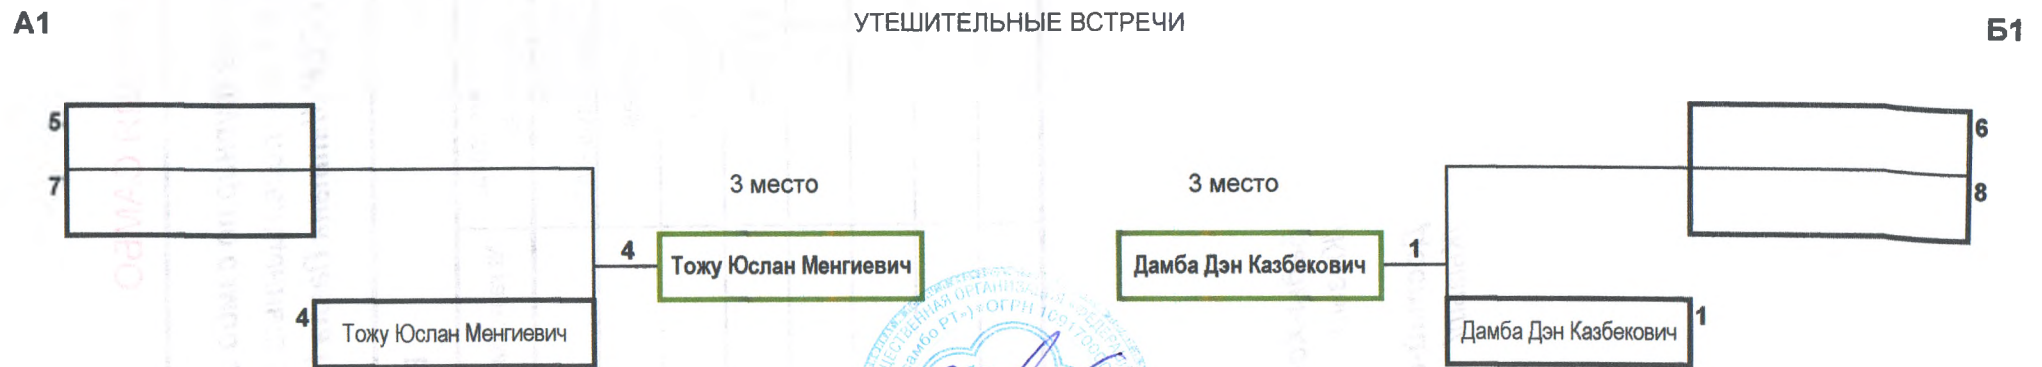 А1
УТЕШИТЕЛЬНЫЕ ВСТРЕЧИ
Б1
5
7
3 место
3 место
6
8
4
Тожу Юслан Менгиевич
Дамба Дэн Казбекович
1
4
Тожу Юслан Менгиевич
Дамба Дэн Казбекович
1
САМБО